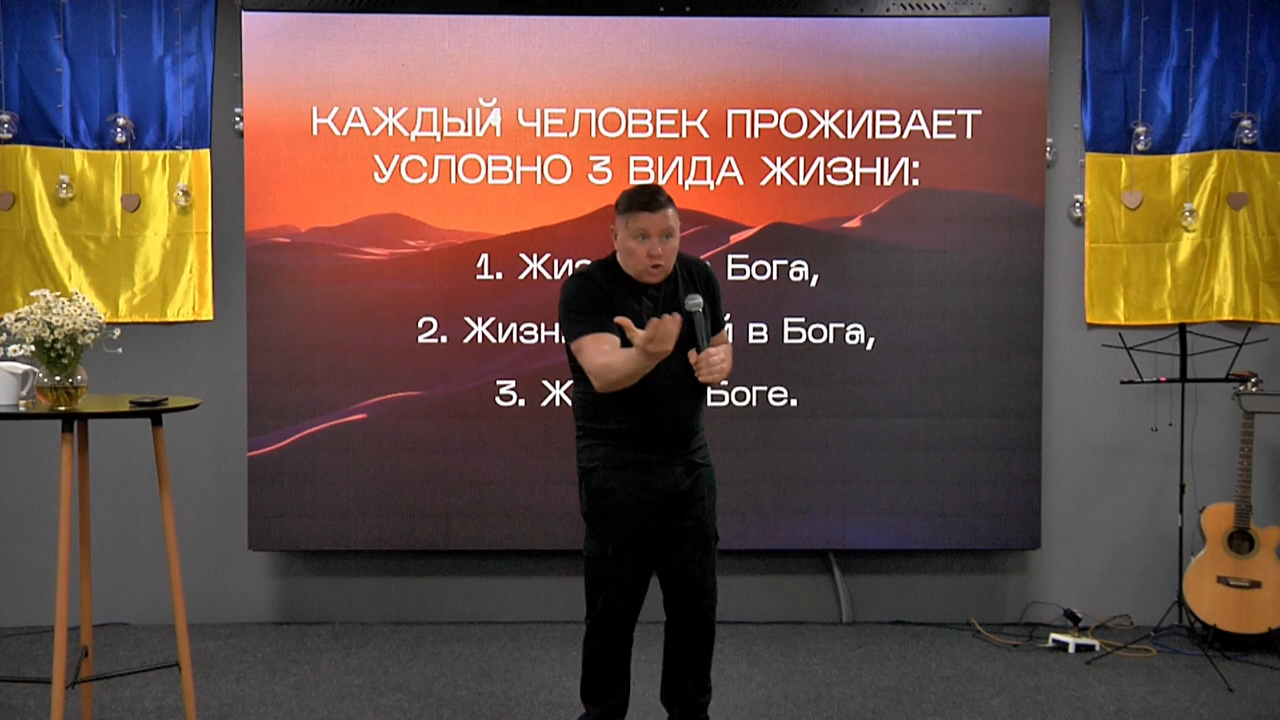 КАЖДЫЙ ЧЕЛОВЕК ПРОЖИВАЕТ
УСЛОВНО 3 ВИДА ЖИЗНИ:
1. Бога,
2. в Бога,
3. Боге.